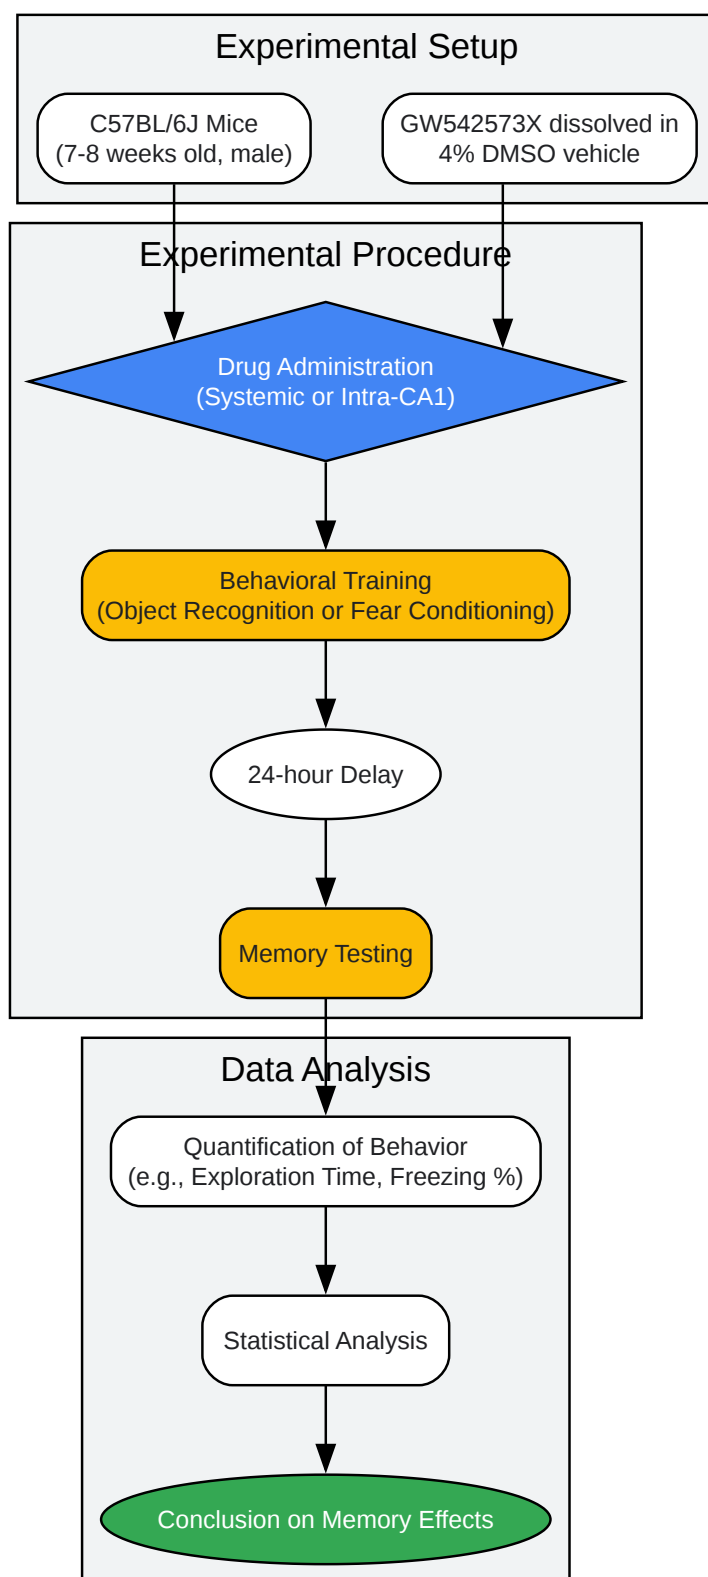 Experimental Setup
C57BL/6J Mice
(7-8 weeks old, male)
GW542573X dissolved in
4% DMSO vehicle
Experimental Procedure
Drug Administration
(Systemic or Intra-CA1)
Behavioral Training
(Object Recognition or Fear Conditioning)
24-hour Delay
Memory Testing
Data Analysis
Quantification of Behavior
(e.g., Exploration Time, Freezing %)
Statistical Analysis
Conclusion on Memory Effects